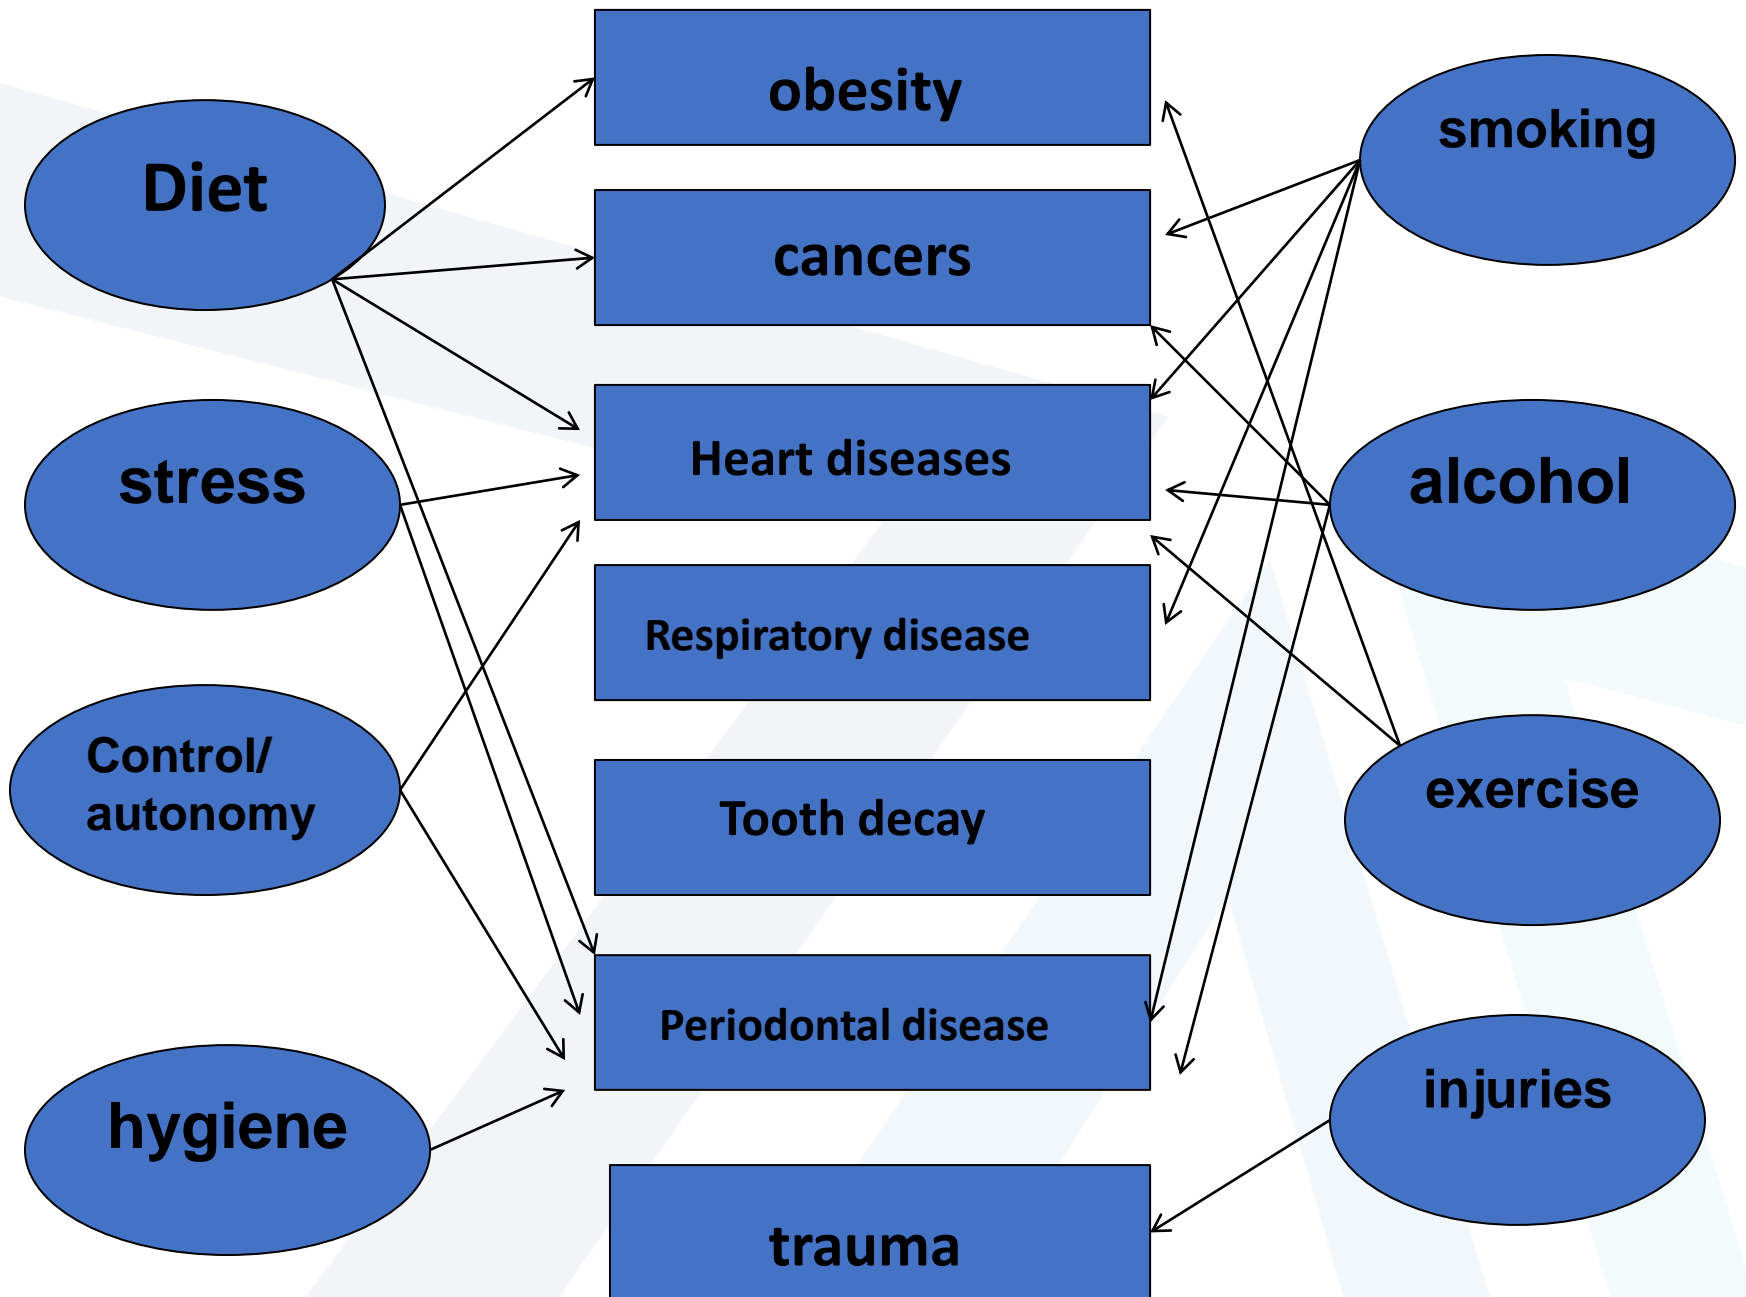 obesity
smoking
Diet
cancers
Heart diseases
stress
alcohol
Respiratory disease
Control/
autonomy
exercise
Tooth decay
Periodontal disease
injuries
hygiene
trauma